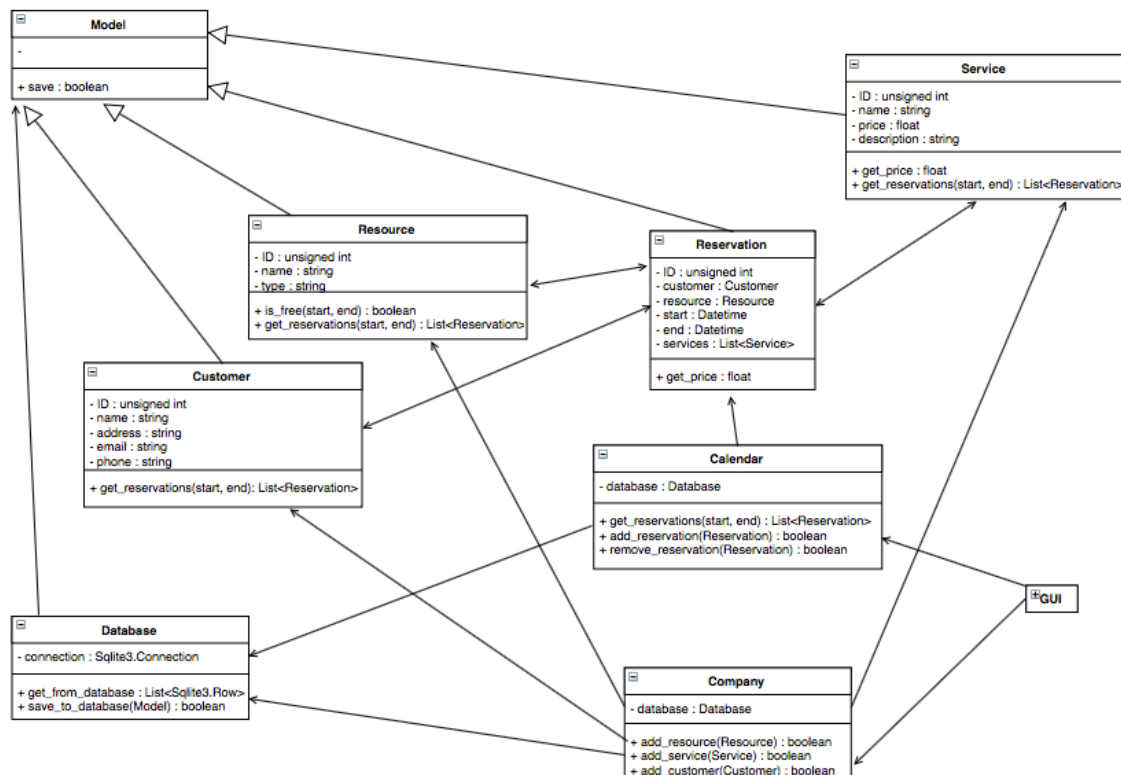 Model
-
+ save : boolean
Service
- ID : unsigned int
- name : string
- price : float
- description : string
+ get_price : float
+ get_reservations(start, end) : List<Reservation>
Resource
- ID : unsigned int
- name : string
- type : string
+ is_free(start, end) : boolean
+ get_reservations(start, end) : List<Reservation>
Reservation
- ID : unsigned int
- customer : Customer
- resource : Resource
- start : Datetime
- end : Datetime
- services : List<Service>
+ get_price : float
Customer
- ID : unsigned int
- name : string
- address : string
- email : string
- phone : string
+ get_reservations(start, end): List<Reservation>
Calendar
- database : Database
+ get_reservations(start, end) : List<Reservation>
+ add_reservation(Reservation) : boolean
+ remove_reservation(Reservation) : boolean
GUI
Database
- connection : Sqlite3.Connection
+ get_from_database : List<Sqlite3.Row>
+ save_to_database(Model) : boolean
Company
- database : Database
+ add_resource(Resource) : boolean
+ add_service(Service) : boolean
+ add_customer(Customer) : boolean